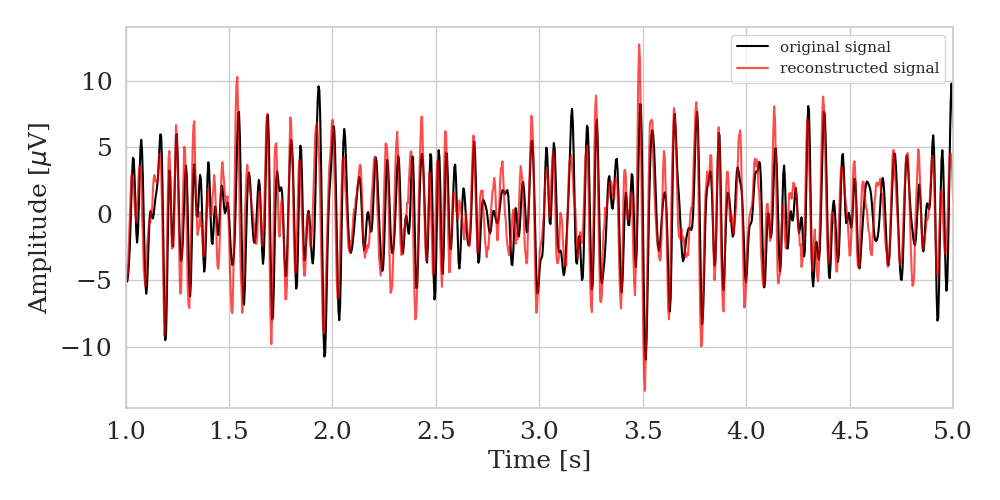 original signal
reconstructed signal
Amplitude [μV]
10
5
0
−5
−10
1.0 1.5 2.0 2.5 3.0 3.5 4.0 4.5 5.0
Time [s]